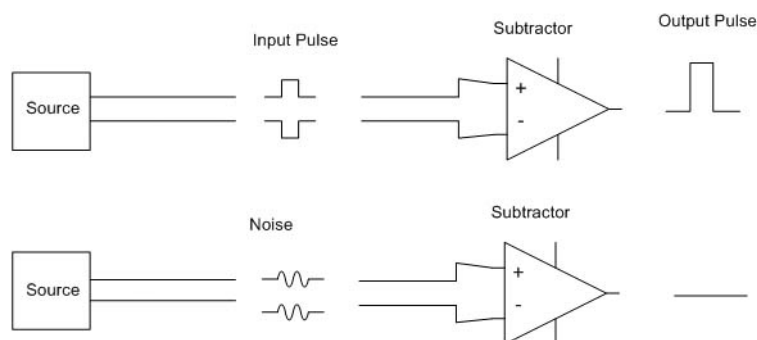 Output Pulse
Subtractor
Input Pulse
Source
+
-
Subtractor
Noise
Source
+
-